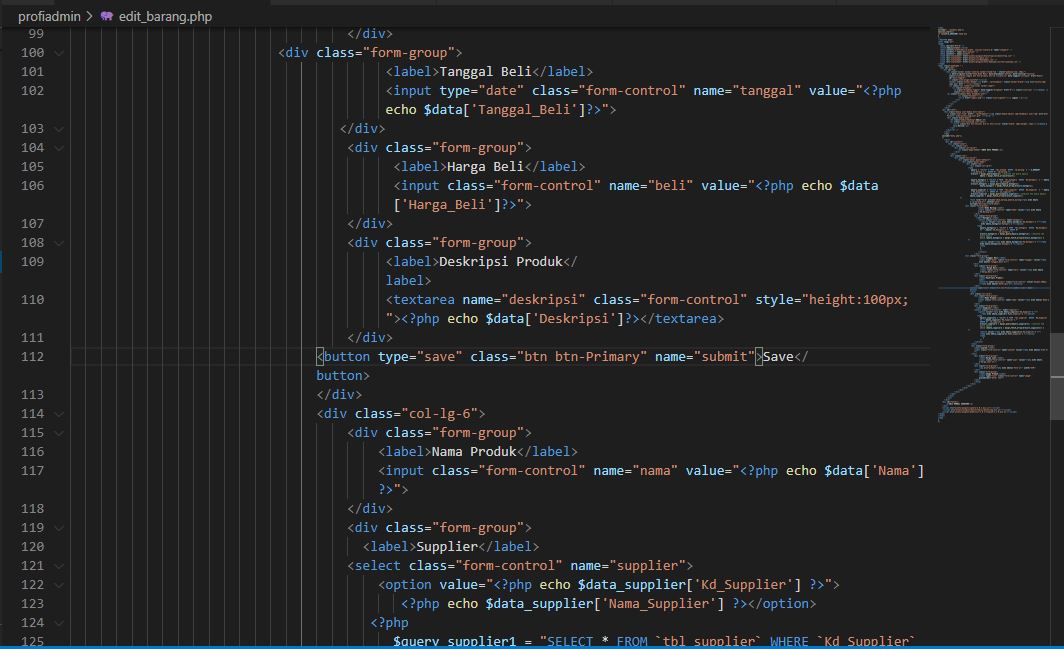 profiadmin > edit_barang.php
99 </div>
100 <div class="form-group">
101 <label>Tanggal Beli</label>
102 <input type="date" class="form-control" name="tanggal" value="<?php
echo $data['Tanggal_Beli']?>">
103 </div>
104 <div class="form-group">
105 <label>Harga Beli</label>
106 <input class="form-control" name="beli" value="<?php echo $data
['Harga_Beli']?>">
107 </div>
108 <div class="form-group">
109 <label>Deskripsi Produk</
label>
110 <textarea name="deskripsi" class="form-control" style="height:100px;
"><?php echo $data['Deskripsi']?></textarea>
111 </div>
112 <button type="save" class="btn btn-Primary" name="submit">Save</
button>
113 </div>
114 <div class="col-lg-6">
115 <div class="form-group">
116 <label>Nama Produk</label>
117 <input class="form-control" name="nama" value="<?php echo $data['Nama']
?>">
118 </div>
119 <div class="form-group">
120 <label>Supplier</label>
121 <select class="form-control" name="supplier">
122 <option value="<?php echo $data_supplier['Kd_Supplier'] ?>">
123 <?php echo $data_supplier['Nama_Supplier'] ?></option>
124 <?php
125 $query_supplier1 = "SELECT * FROM `tbl_supplier` WHERE `Kd_Supplier`